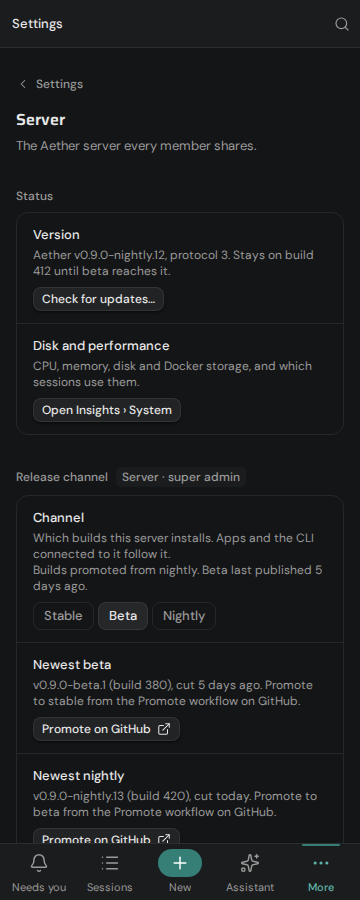 Settings
Settings
Server
The Aether server every member shares.
Status
Version
Aether v0.9.0-nightly.12, protocol 3. Stays on build
412 until beta reaches it.
Check for updates…
Disk and performance
CPU, memory, disk and Docker storage, and which
sessions use them.
Open Insights › System
Release channel Server · super admin
Channel
Which builds this server installs. Apps and the CLI
connected to it follow it.
Builds promoted from nightly. Beta last published 5
days ago.
Stable Beta Nightly
Newest beta
v0.9.0-beta.1 (build 380), cut 5 days ago. Promote
to stable from the Promote workflow on GitHub.
Promote on GitHub
Newest nightly
v0.9.0-nightly.13 (build 420), cut today. Promote to
beta from the Promote workflow on GitHub.
Promote on GitHub
Needs you Sessions New Assistant More